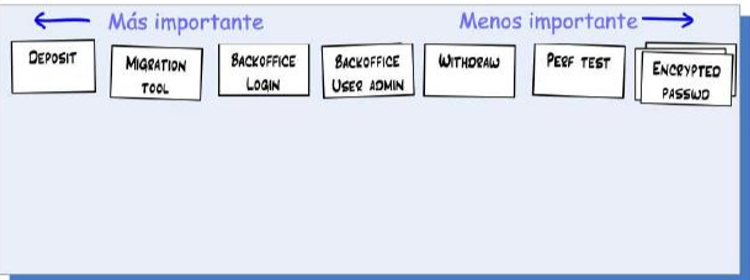 Más importante Menos importante
DEPOSIT
MIGRATION
TOOL
BACKOFFICE
LOGIN
BACKOFFICE
USER ADMIN
WITHDRAW
PERF TEST
ENCRYPTED
PASSWD